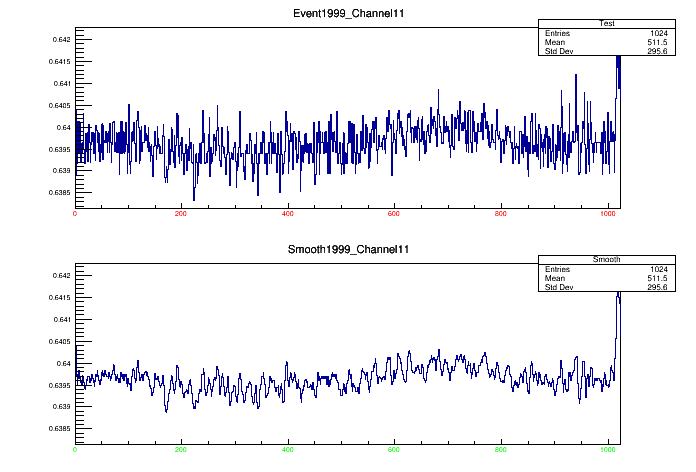 Event1999_Channel11
Test
Entries 1024
Mean 511.5
Std Dev 295.6
0.642
0.6415
0.641
0.6405
0.64
0.6395
0.639
0.6385
0 200 400 600 800 1000
Smooth1999_Channel11
Smooth
Entries 1024
Mean 511.5
Std Dev 295.6
0.642
0.6415
0.641
0.6405
0.64
0.6395
0.639
0.6385
0 200 400 600 800 1000